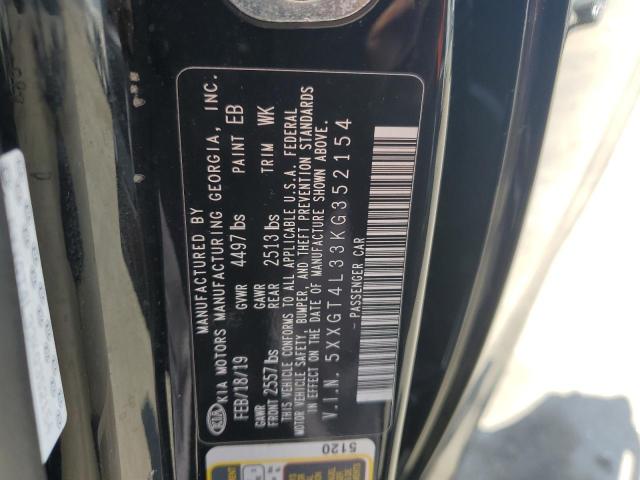 MANUFACTURED BY
KIA KIA MOTORS MANUFACTURING GEORGIA, INC.
FEB/18/19 GVWR 4497lbs PAINT EB
GAWR FRONT 2557lbs GAWR REAR 2513lbs TRIM WK
THIS VEHICLE CONFORMS TO ALL APPLICABLE U.S.A. FEDERAL
MOTOR VEHICLE SAFETY, BUMPER, AND THEFT PREVENTION STANDARDS
IN EFFECT ON THE DATE OF MANUFACTURE SHOWN ABOVE.
V.I.N. 5XXGT4L33KG352154
- PASSENGER CAR
5120